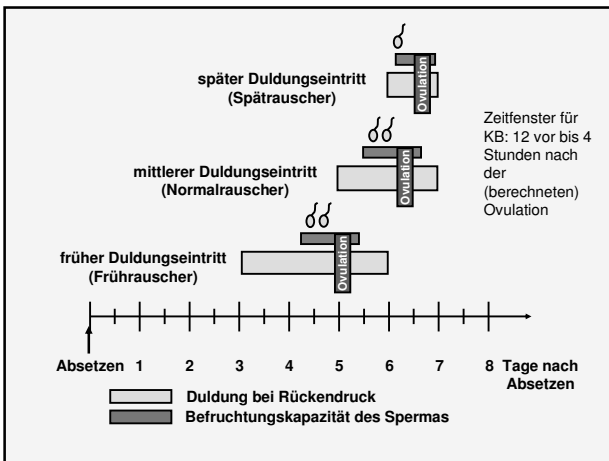 später Duldungseintritt
(Spätrauscher)
Ovulation
Zeitfenster für
KB: 12 vor bis 4
Stunden nach
der
(berechneten)
Ovulation
mittlerer Duldungseintritt
(Normalrauscher)
Ovulation
früher Duldungseintritt
(Frührauscher)
Ovulation
Absetzen 1 2 3 4 5 6 7 8 Tage nach
Absetzen
Duldung bei Rückendruck
Befruchtungskapazität des Spermas